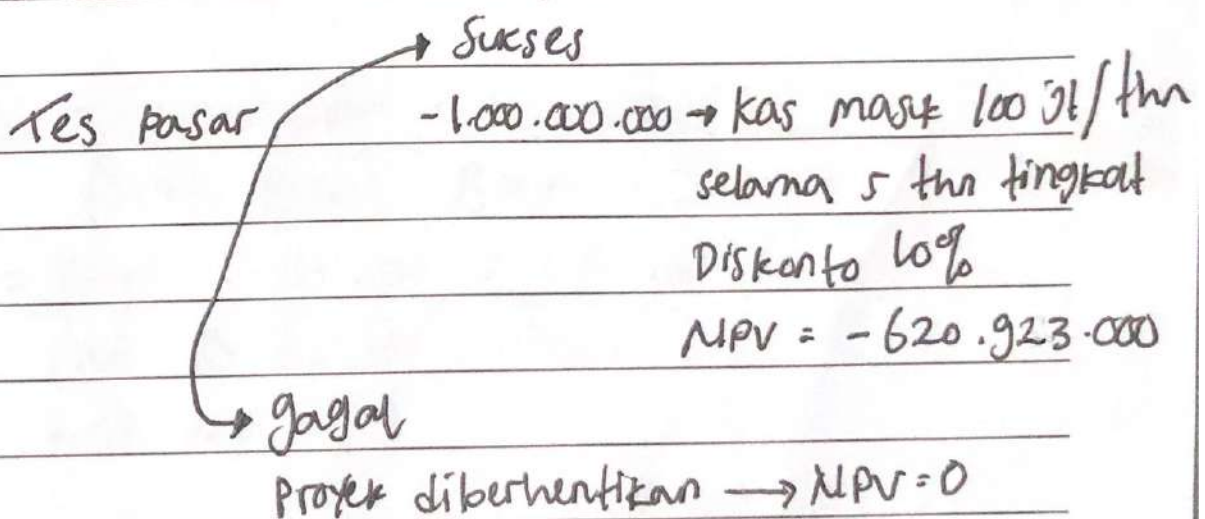 Sukses
Tes pasar -1.000.000.000 → Kas masuk 100 jt/thn
selama 5 thn tingkat
Diskonto 10%
NPV = -620.923.000
gagal
Proyek diberhentikan → NPV = 0